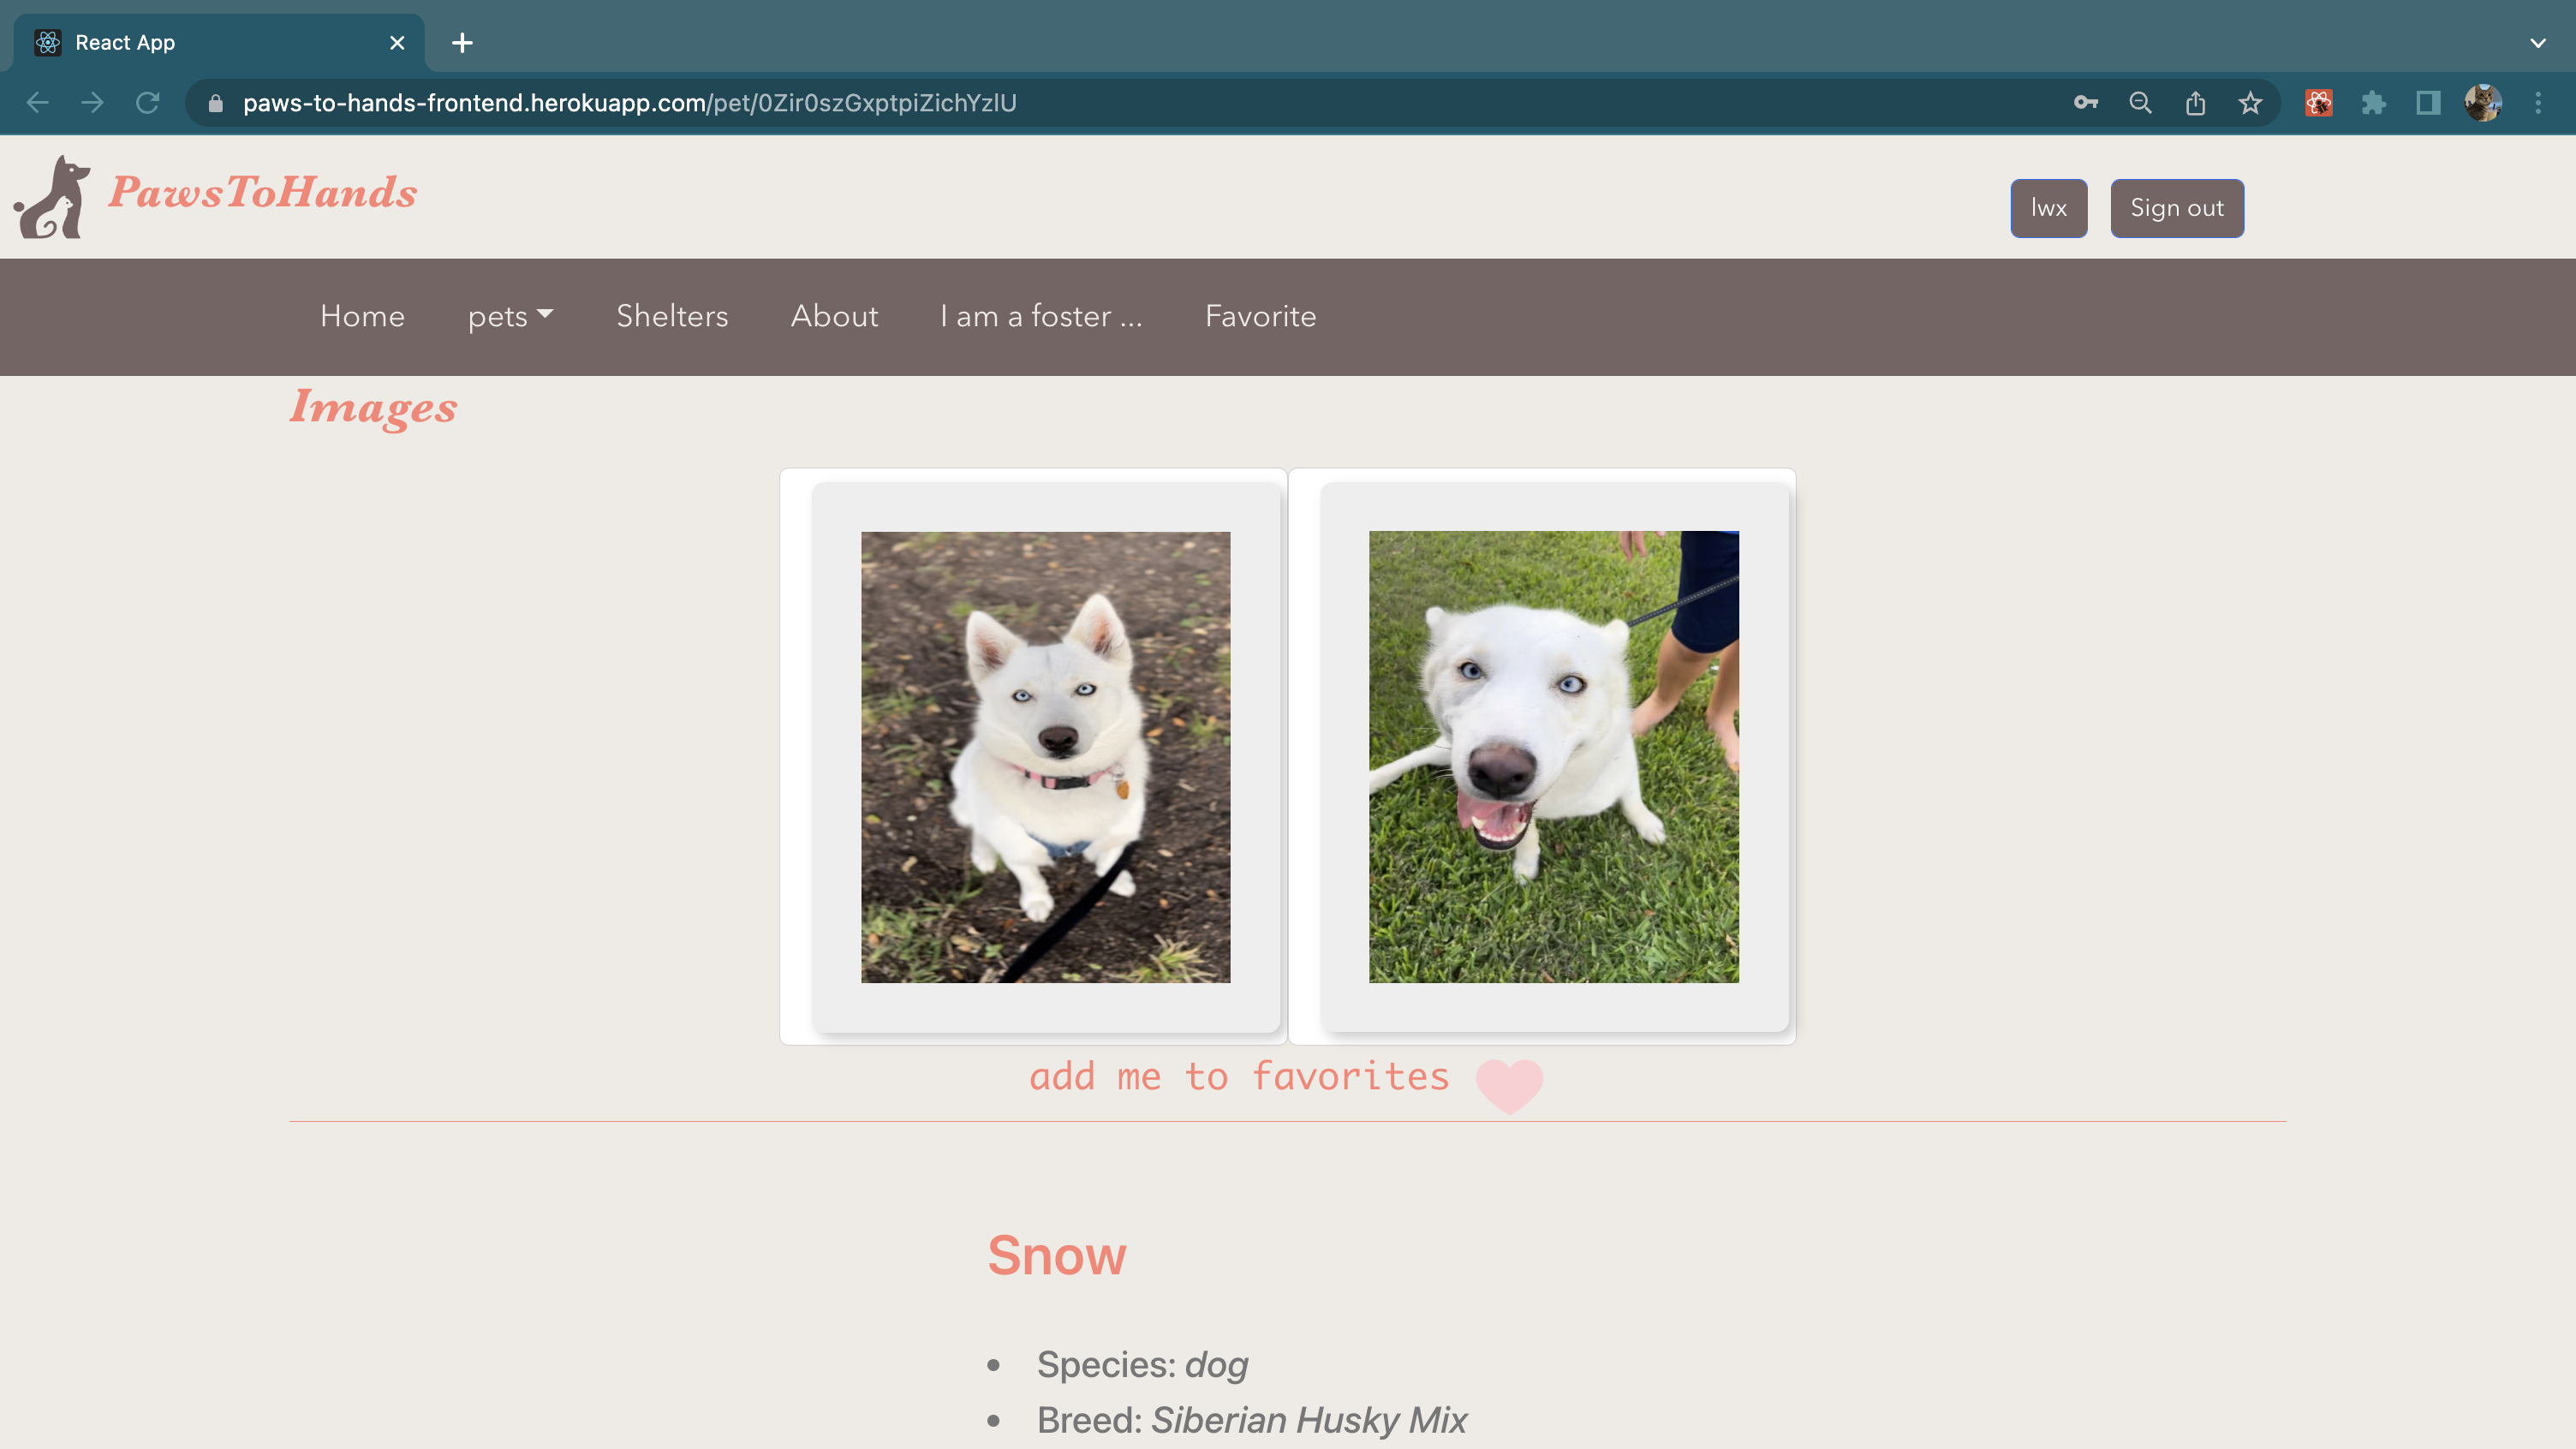 React App
paws-to-hands-frontend.herokuapp.com/pet/0Zir0szGxptpiZichYzlU
PawsToHands
lwx
Sign out
Home
pets
Shelters
About
I am a foster ...
Favorite
Images
add me to favorites
Snow
Species: dog
Breed: Siberian Husky Mix